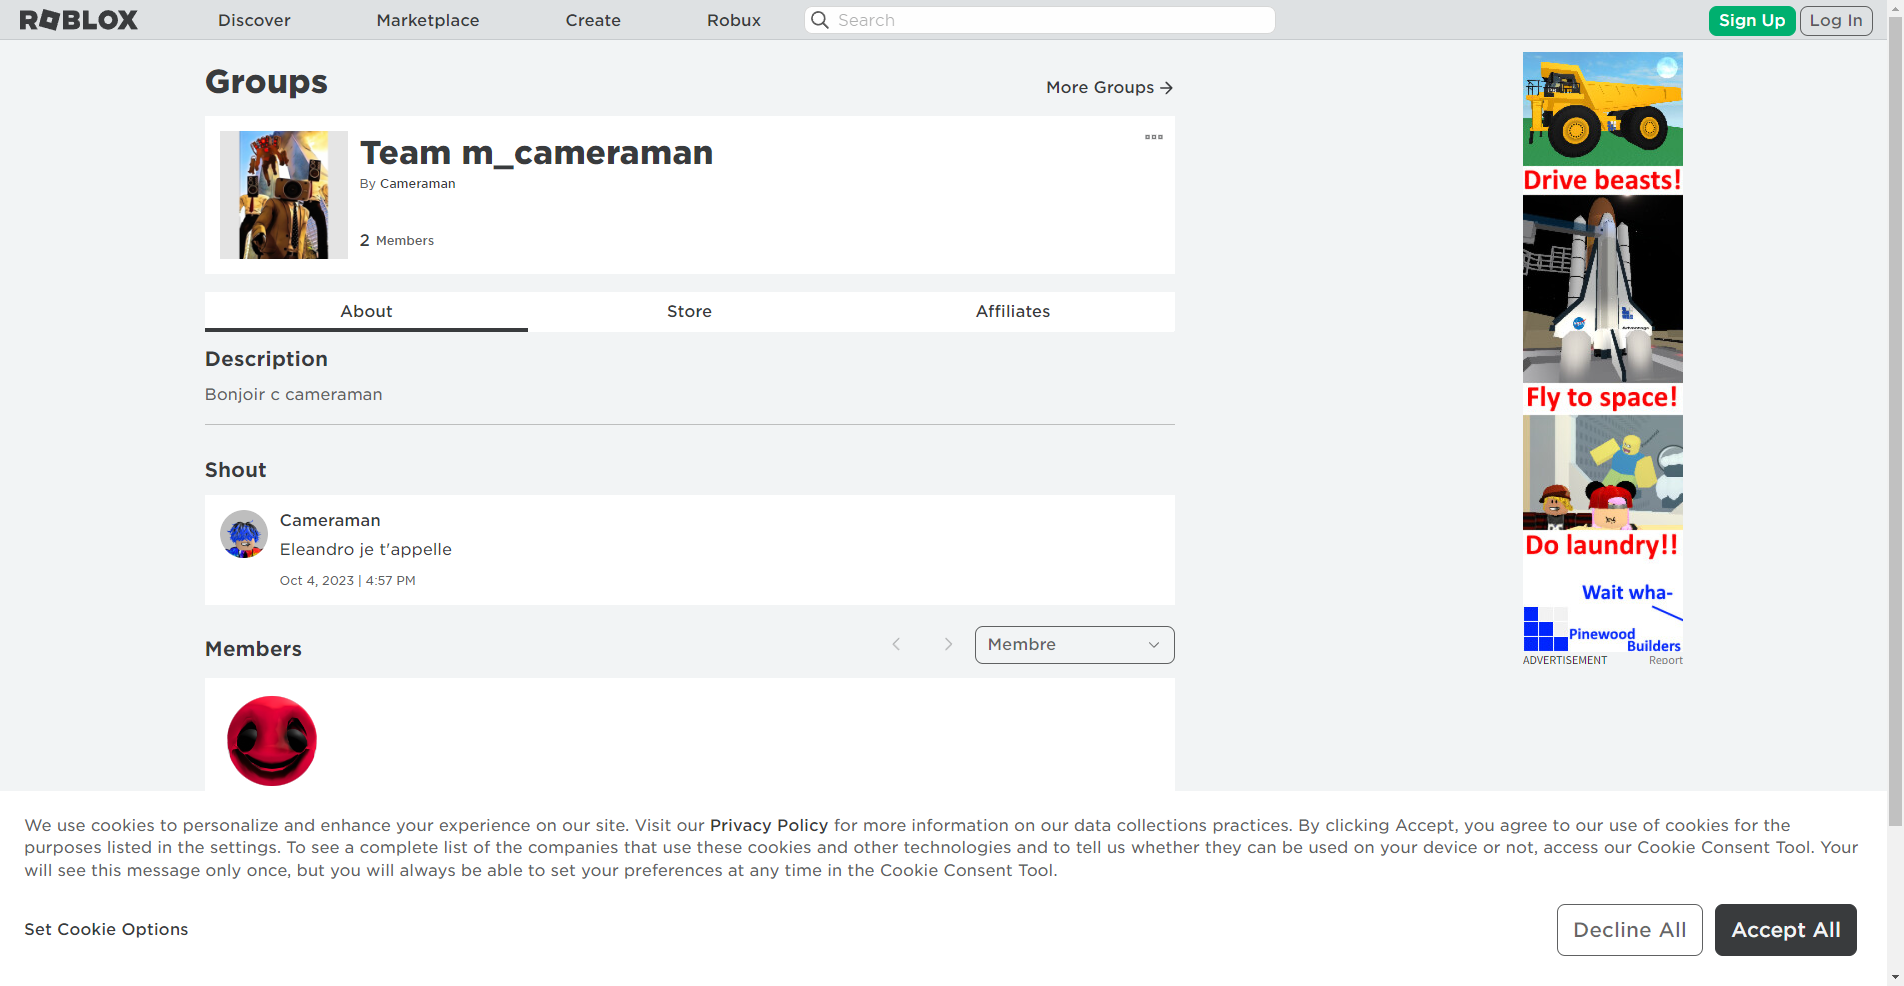 ROBLOX
Discover
Marketplace
Create
Robux
Search
Sign Up
Log In
Groups
More Groups
Team m_cameraman
By Cameraman
2 Members
About
Store
Affiliates
Description
Bonjoir c cameraman
Shout
Cameraman
Eleandro je t'appelle
Oct 4, 2023 | 4:57 PM
Members
Membre
Drive beasts!
Fly to space!
Do laundry!!
Wait wha-
Pinewood
Builders
ADVERTISEMENT
Report
We use cookies to personalize and enhance your experience on our site. Visit our Privacy Policy for more information on our data collections practices. By clicking Accept, you agree to our use of cookies for the
purposes listed in the settings. To see a complete list of the companies that use these cookies and other technologies and to tell us whether they can be used on your device or not, access our Cookie Consent Tool. Your
will see this message only once, but you will always be able to set your preferences at any time in the Cookie Consent Tool.
Set Cookie Options
Decline All
Accept All